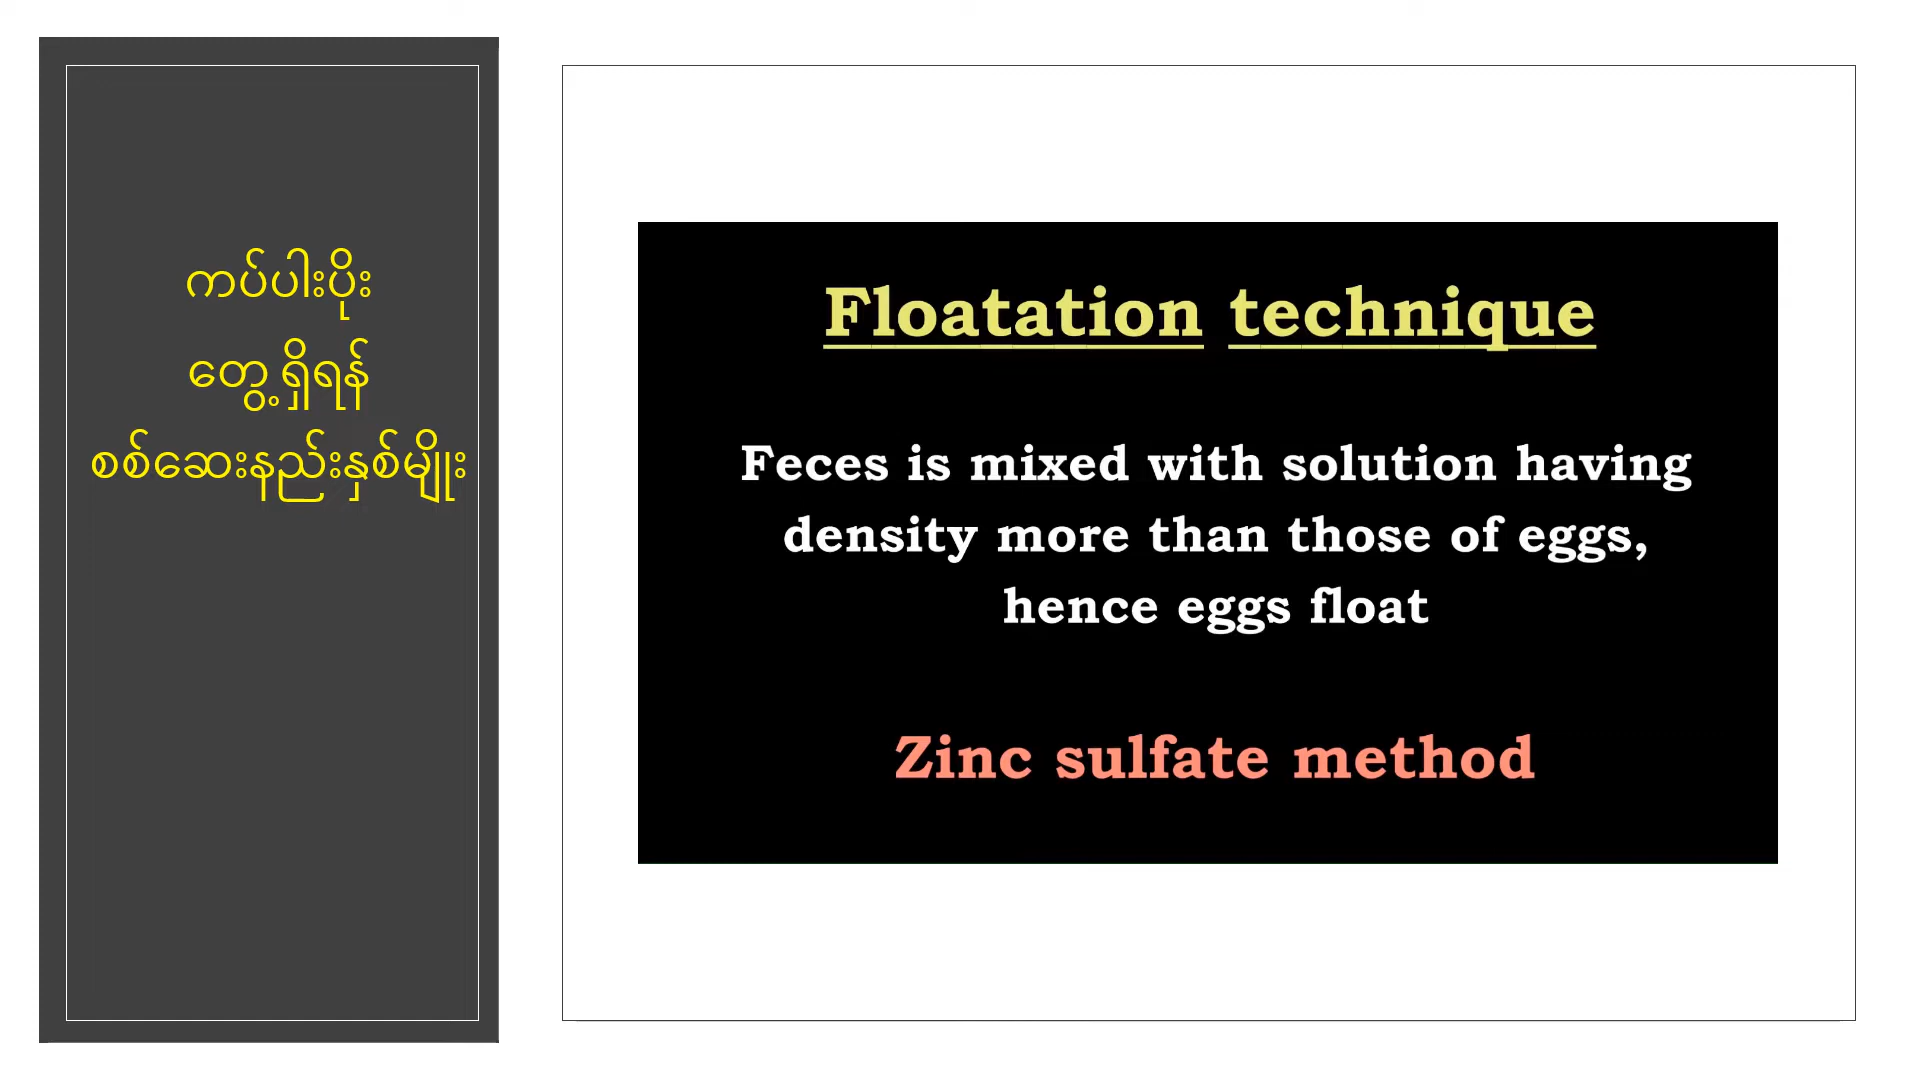 ကပ်ပါးပိုး
တွေ့ရှိရန်
စစ်ဆေးနည်းနှစ်မျိုး
Floatation technique
Feces is mixed with solution having
density more than those of eggs,
hence eggs float
Zinc sulfate method